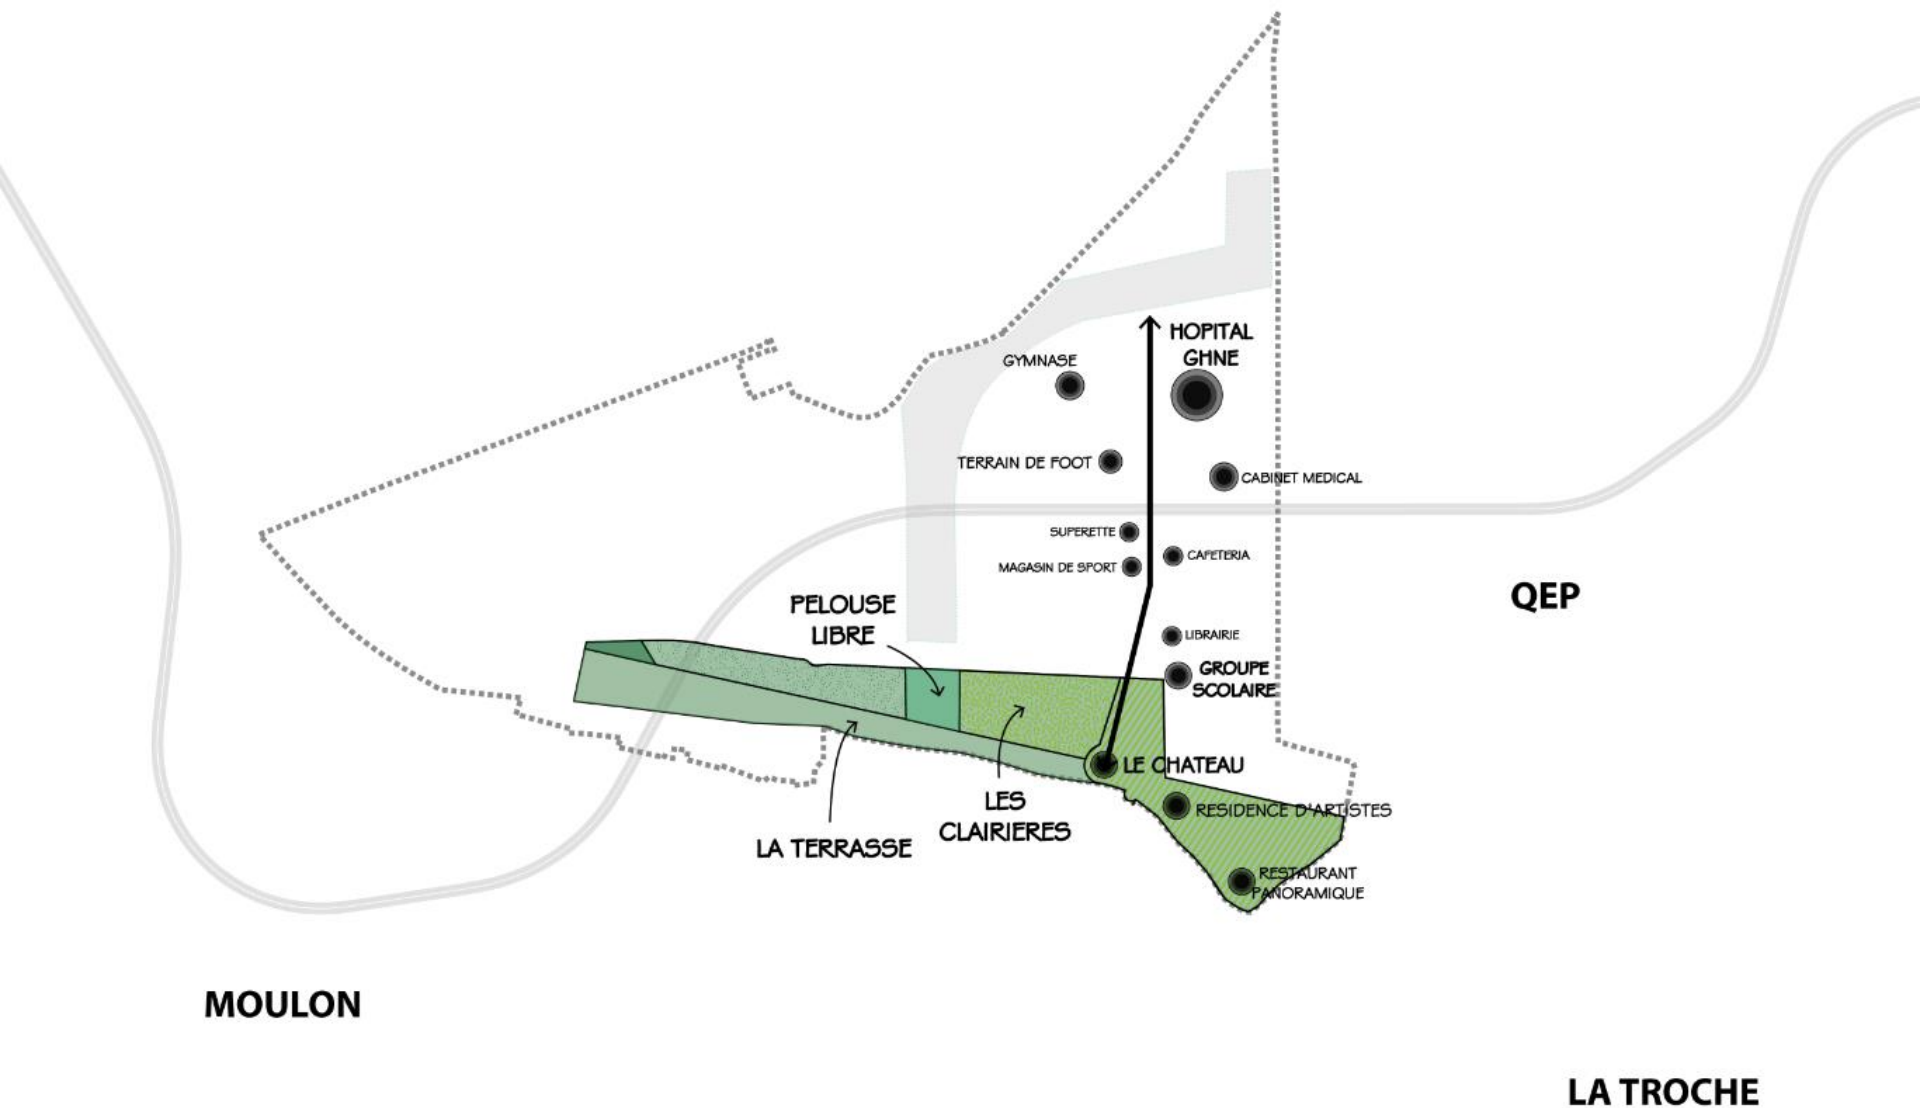 HOPITAL
GHNE
GYMNASE
TERRAIN DE FOOT
CABINET MEDICAL
SUPERETTE
CAFETERIA
MAGASIN DE SPORT
QEP
PELOUSE
LIBRE
LIBRAIRIE
GROUPE
SCOLAIRE
LE CHATEAU
LES
CLAIRIERES
RESIDENCE D'ARTISTES
LA TERRASSE
RESTAURANT
PANORAMIQUE
MOULON
LA TROCHE